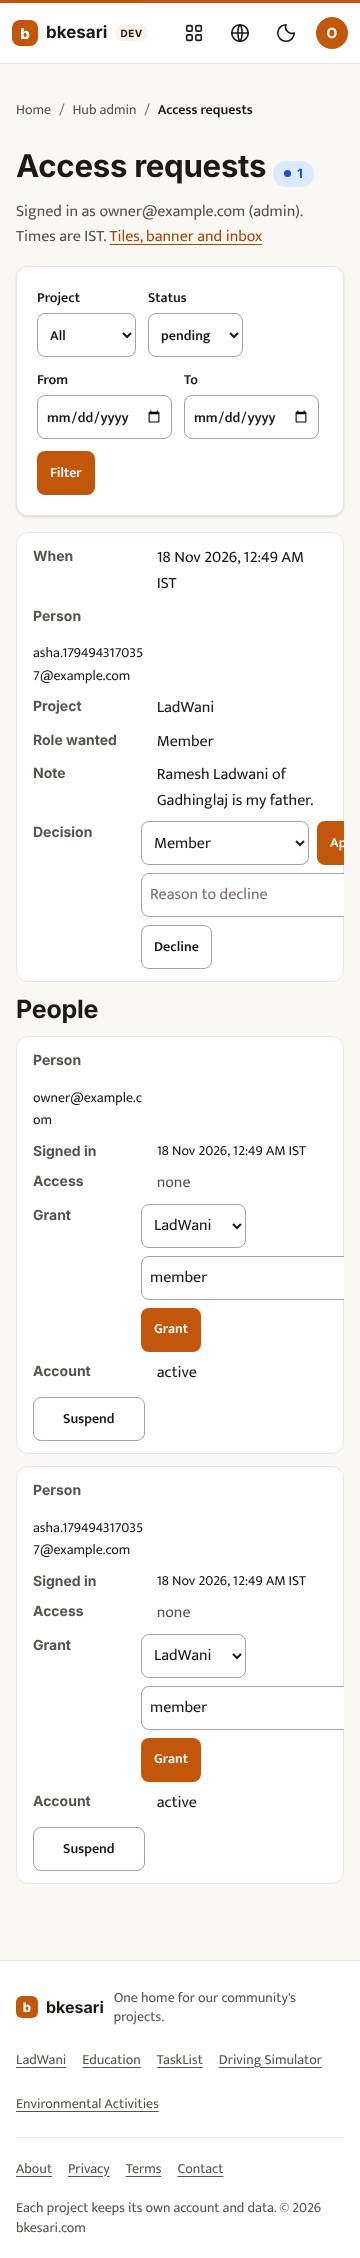 b bkesari DEV O
Home / Hub admin / Access requests
Access requests 1
Signed in as owner@example.com (admin).
Times are IST. Tiles, banner and inbox
Project Status
All pending
From To
mm/dd/yyyy mm/dd/yyyy
Filter
When 18 Nov 2026, 12:49 AM
IST
Person
asha.179494317035
7@example.com
Project LadWani
Role wanted Member
Note Ramesh Ladwani of
Gadhinglaj is my father.
Decision Member Ap
Reason to decline
Decline
People
Person
owner@example.c
om
Signed in 18 Nov 2026, 12:49 AM IST
Access none
Grant LadWani
member
Grant
Account active
Suspend
Person
asha.179494317035
7@example.com
Signed in 18 Nov 2026, 12:49 AM IST
Access none
Grant LadWani
member
Grant
Account active
Suspend
b bkesari One home for our community's
projects.
LadWani Education TaskList Driving Simulator
Environmental Activities
About Privacy Terms Contact
Each project keeps its own account and data. © 2026
bkesari.com